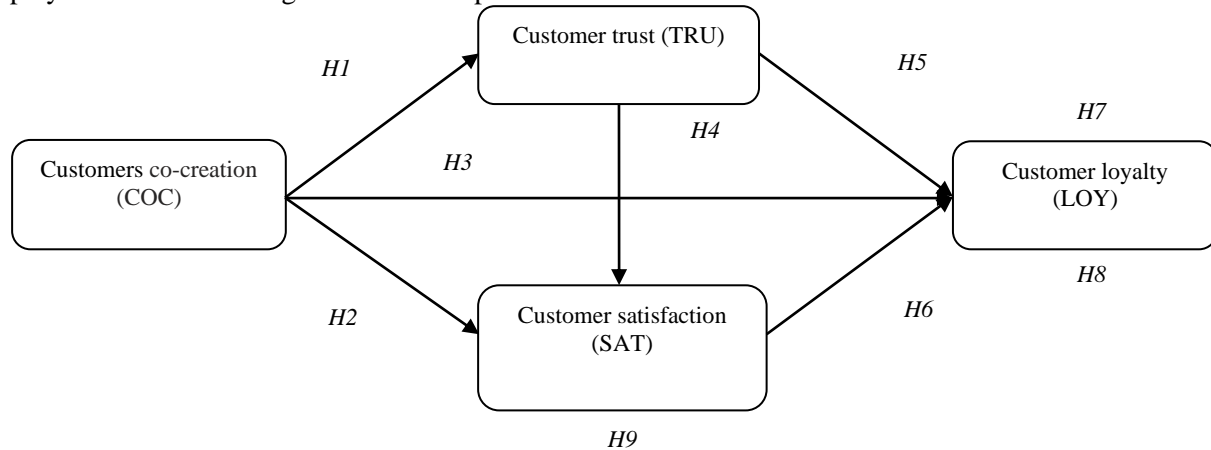 Customer trust (TRU)
H1
H5
H4
H7
Customers co-creation
(COC)
H3
Customer loyalty
(LOY)
H8
H2
Customer satisfaction
(SAT)
H6
H9